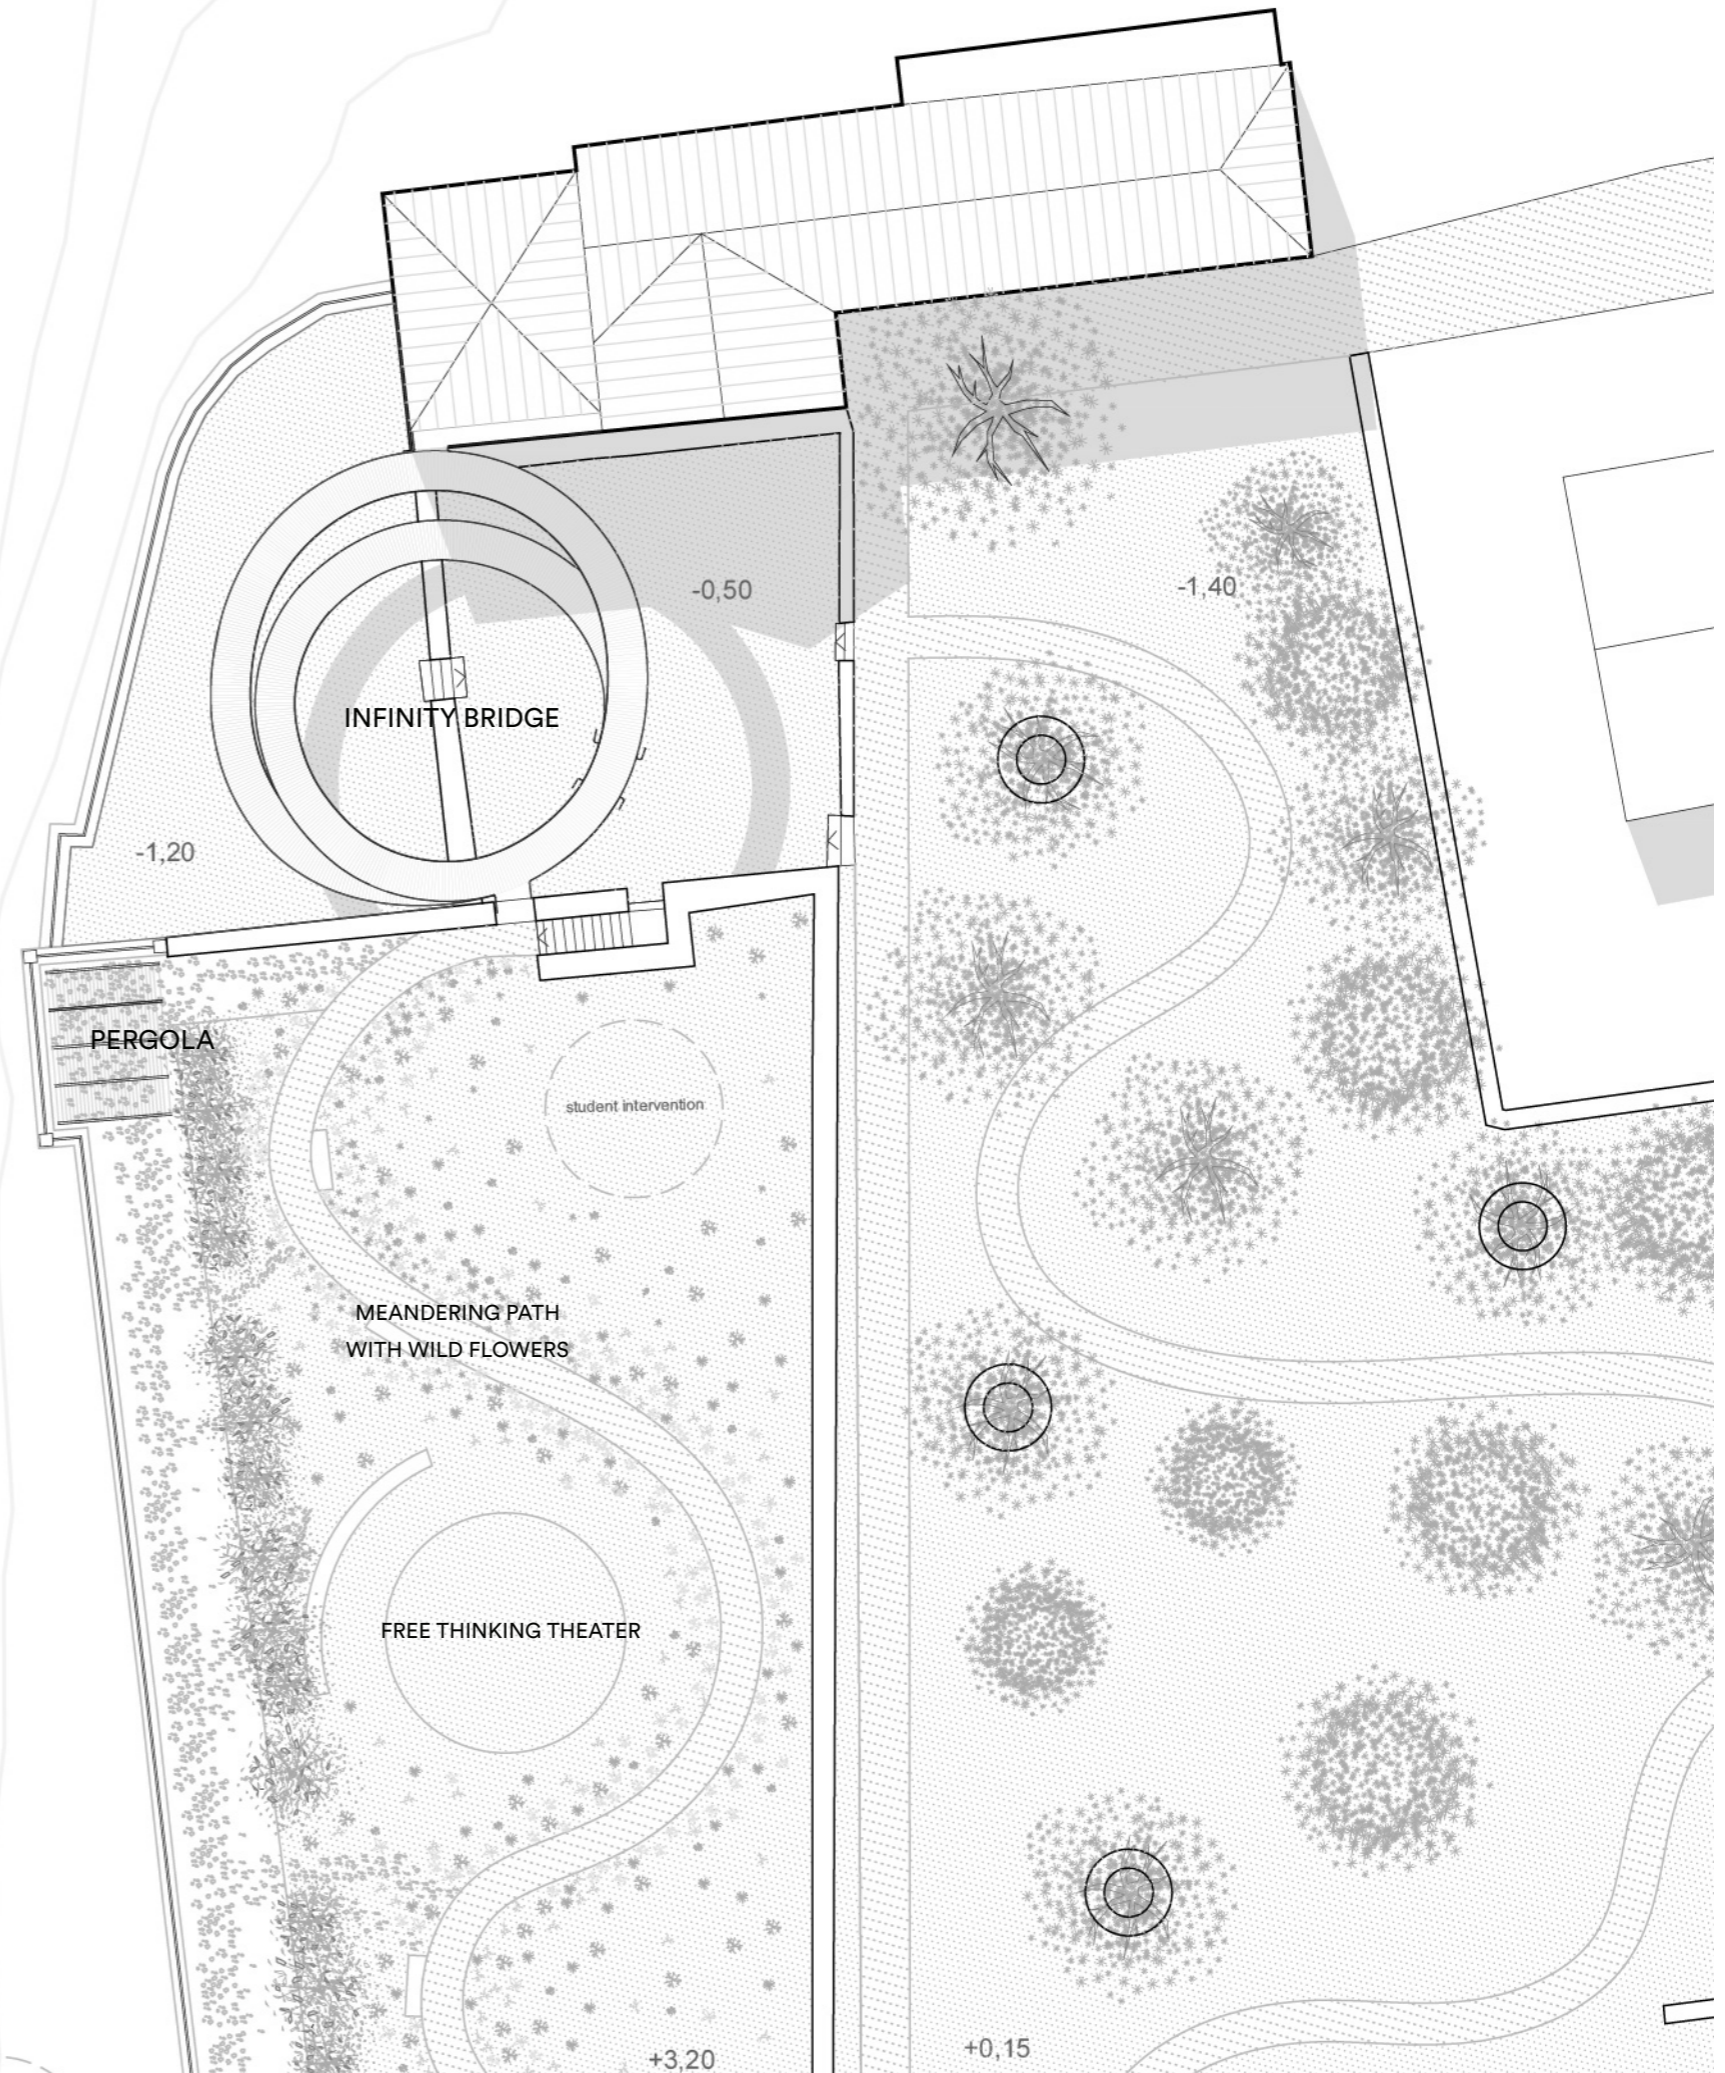 -0,50
-1,40
INFINITY BRIDGE
-1,20
PERGOLA
student intervention
MEANDERING PATH
WITH WILD FLOWERS
FREE THINKING THEATER
+3,20
+0,15